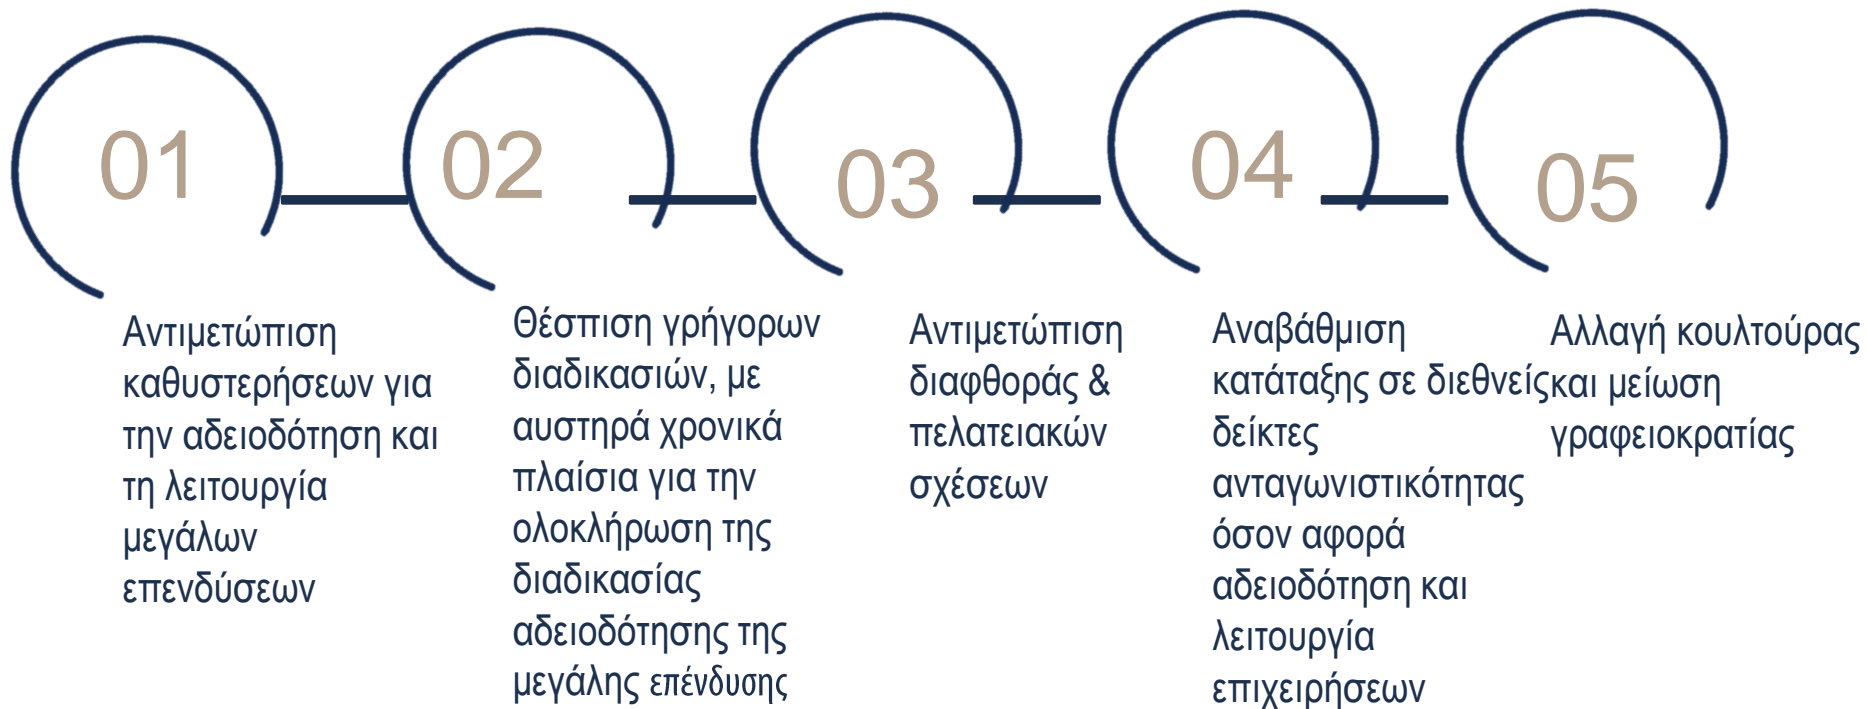 01
Αντιμετώπιση
καθυστερήσεων για
την αδειοδότηση και
τη λειτουργία
μεγάλων
επενδύσεων
02
Θέσπιση γρήγορων
διαδικασιών, με
αυστηρά χρονικά
πλαίσια για την
ολοκλήρωση της
διαδικασίας
αδειοδότησης της
μεγάλης επένδυσης
03
Αντιμετώπιση
διαφθοράς &
πελατειακών
σχέσεων
04
Αναβάθμιση
κατάταξης σε διεθνείς
δείκτες
ανταγωνιστικότητας
όσον αφορά
αδειοδότηση και
λειτουργία
επιχειρήσεων
05
Αλλαγή κουλτούρας
και μείωση
γραφειοκρατίας